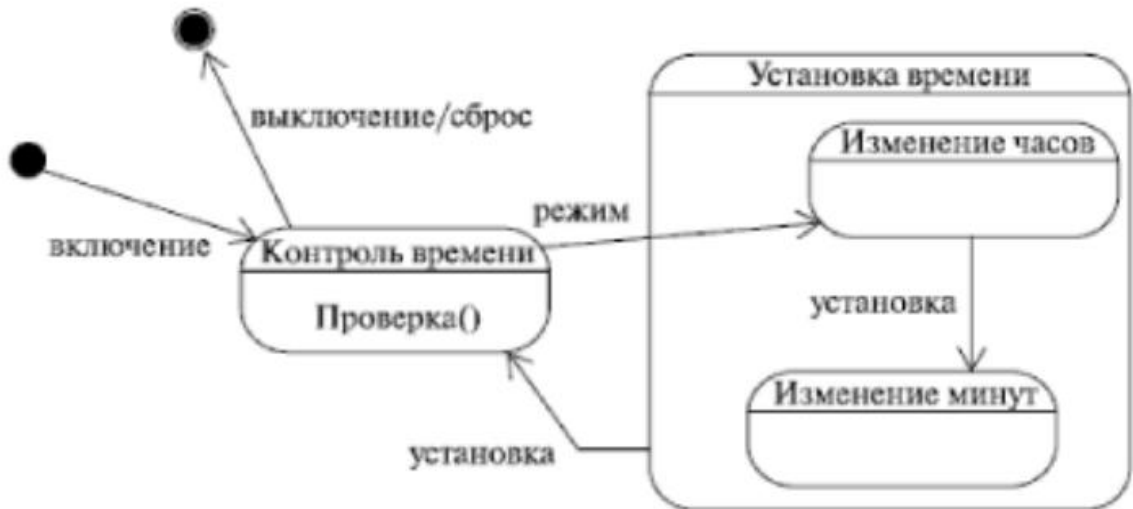 Установка времени
выключение/сброс
Изменение часов
режим
включение
Контроль времени
Проверка()
установка
Изменение минут
установка